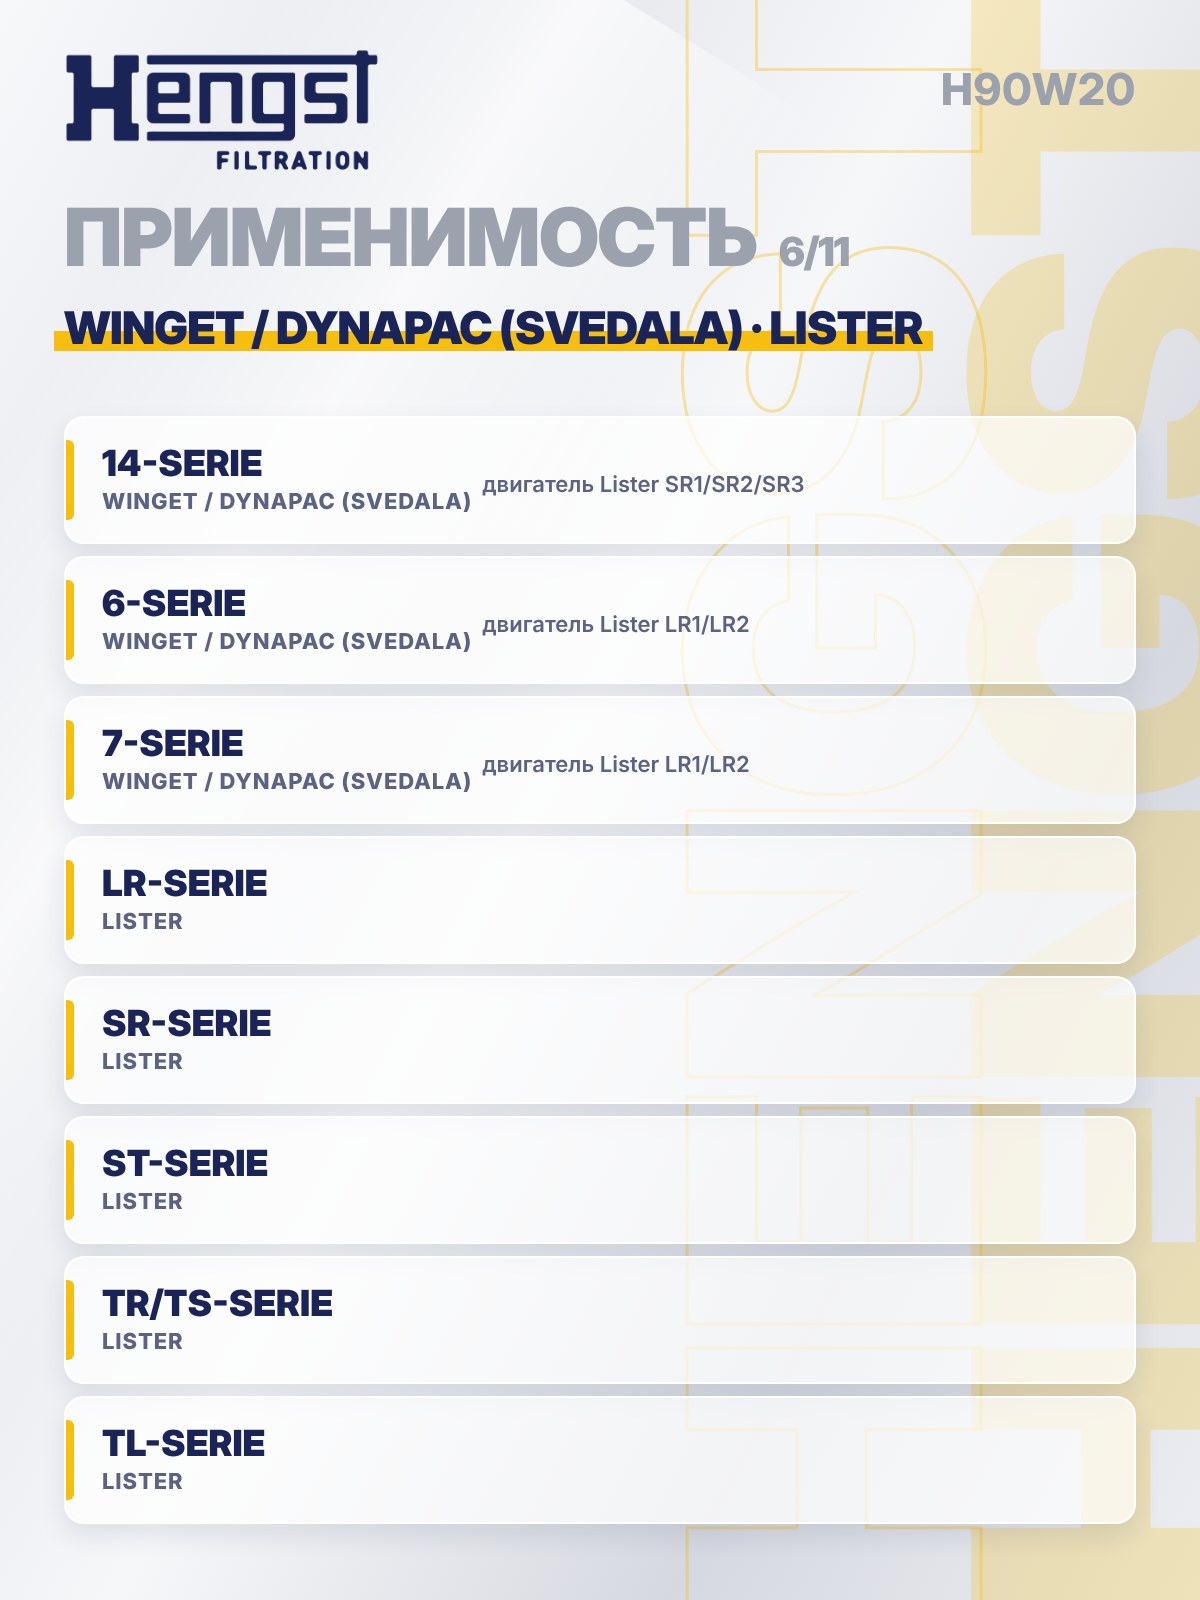 Hengst
FILTRATION
H90W20
ПРИМЕНИМОСТЬ 6/11
WINGET / DYNAPAC (SVEDALA) · LISTER
14-SERIE
WINGET / DYNAPAC (SVEDALA) двигатель Lister SR1/SR2/SR3
6-SERIE
WINGET / DYNAPAC (SVEDALA) двигатель Lister LR1/LR2
7-SERIE
WINGET / DYNAPAC (SVEDALA) двигатель Lister LR1/LR2
LR-SERIE
LISTER
SR-SERIE
LISTER
ST-SERIE
LISTER
TR/TS-SERIE
LISTER
TL-SERIE
LISTER
HENGST
HENGST